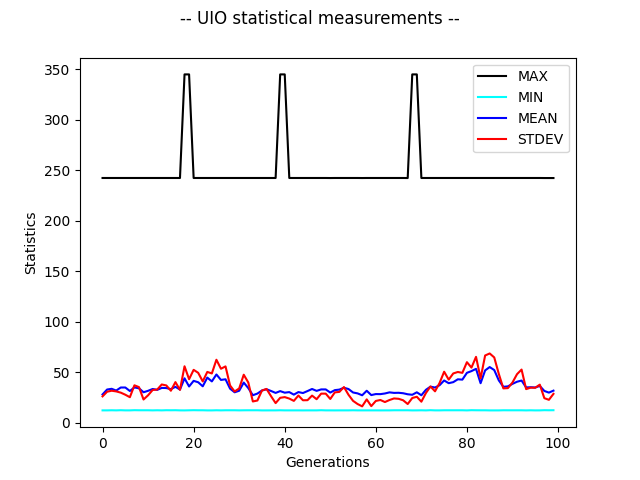 -- UIO statistical measurements --
350
300
250
200
150
100
50
0
Statistics
MAX
MIN
MEAN
STDEV
0 20 40 60 80 100
Generations